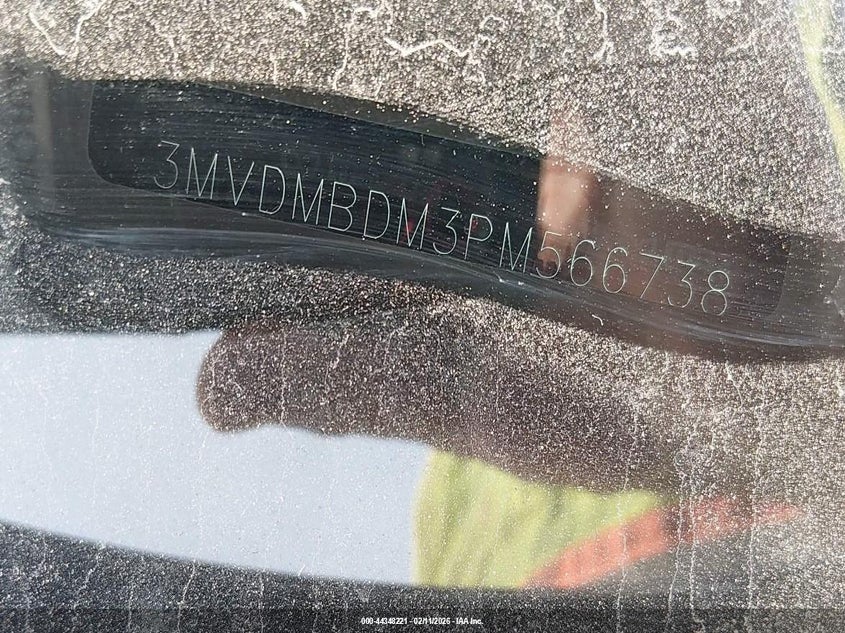 3MVDMBDM3PM566738
000-44348221 - 02/11/2026 - IAA Inc.